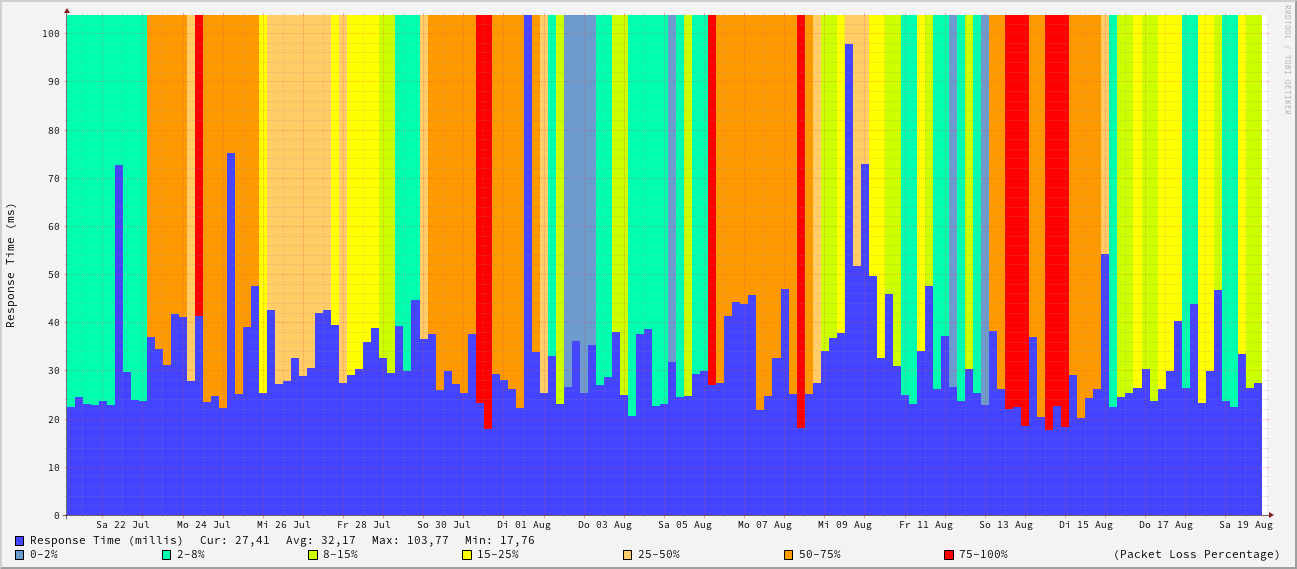 RRDTOOL / TOBI OETIKER
Response Time (ms)
100
90
80
70
60
50
40
30
20
10
0
Sa 22 Jul Mo 24 Jul Mi 26 Jul Fr 28 Jul So 30 Jul Di 01 Aug Do 03 Aug Sa 05 Aug Mo 07 Aug Mi 09 Aug Fr 11 Aug So 13 Aug Di 15 Aug Do 17 Aug Sa 19 Aug
Response Time (millis) Cur: 27,41 Avg: 32,17 Max: 103,77 Min: 17,76
0-2% 2-8% 8-15% 15-25% 25-50% 50-75% 75-100% (Packet Loss Percentage)